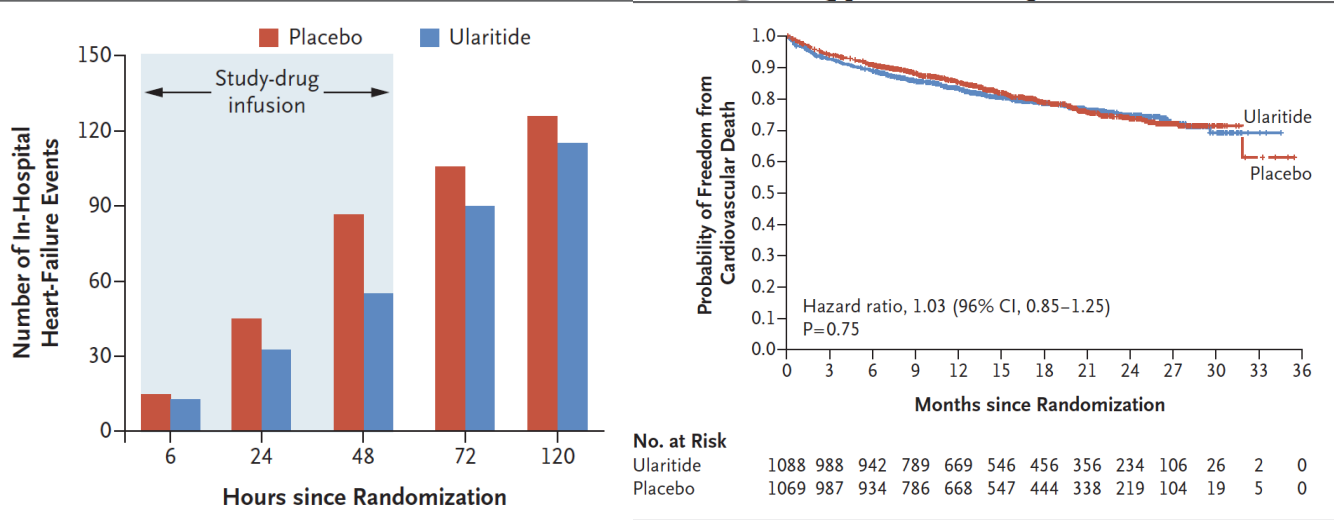 Placebo
Ularitide
Study-drug
infusion
Number of In-Hospital
Heart-Failure Events
150
120
90
60
30
0
6 24 48 72 120
Hours since Randomization
Probability of Freedom from
Cardiovascular Death
1.0
0.9
0.8
0.7
0.6
0.5
0.4
0.3
0.2
0.1
0.0
Ularitide
Placebo
Hazard ratio, 1.03 (96% CI, 0.85–1.25)
P=0.75
0 3 6 9 12 15 18 21 24 27 30 33 36
Months since Randomization
No. at Risk
Ularitide 1088 988 942 789 669 546 456 356 234 106 26 2 0
Placebo 1069 987 934 786 668 547 444 338 219 104 19 5 0